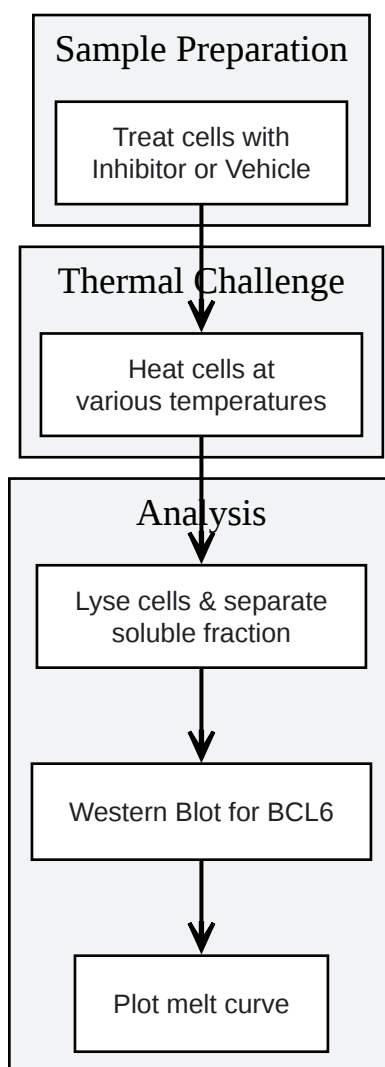 Sample Preparation
Treat cells with
Inhibitor or Vehicle
Thermal Challenge
Heat cells at
various temperatures
Analysis
Lyse cells & separate
soluble fraction
Western Blot for BCL6
Plot melt curve